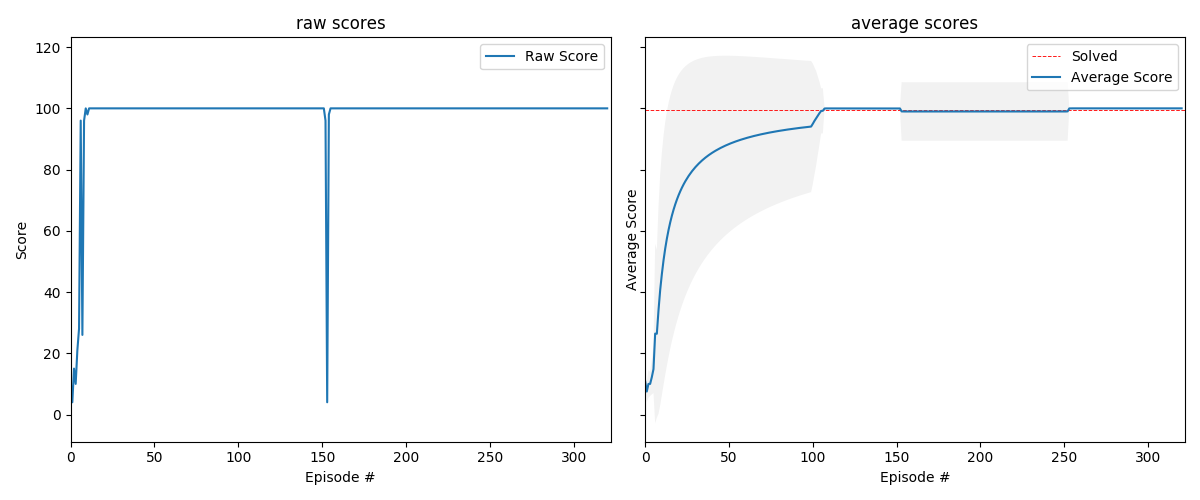 raw scores
120
100
80
60
40
20
0
Score
Raw Score
0 50 100 150 200 250 300
Episode #
average scores
Average Score
Solved
Average Score
0 50 100 150 200 250 300
Episode #